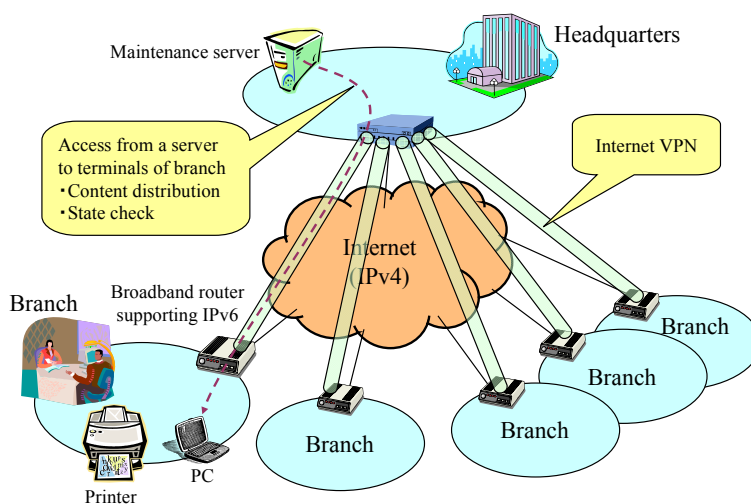 Maintenance server
Headquarters
Access from a server
to terminals of branch
・Content distribution
・State check
Internet VPN
Internet
(IPv4)
Branch
Broadband router
supporting IPv6
Branch
Branch
Branch
Branch
PC
Printer